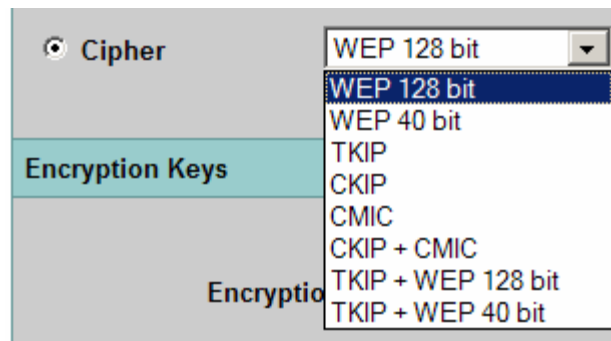 Cipher
WEP 128 bit
WEP 128 bit
WEP 40 bit
TKIP
Encryption Keys
CKIP
CMIC
CKIP + CMIC
TKIP + WEP 128 bit
TKIP + WEP 40 bit